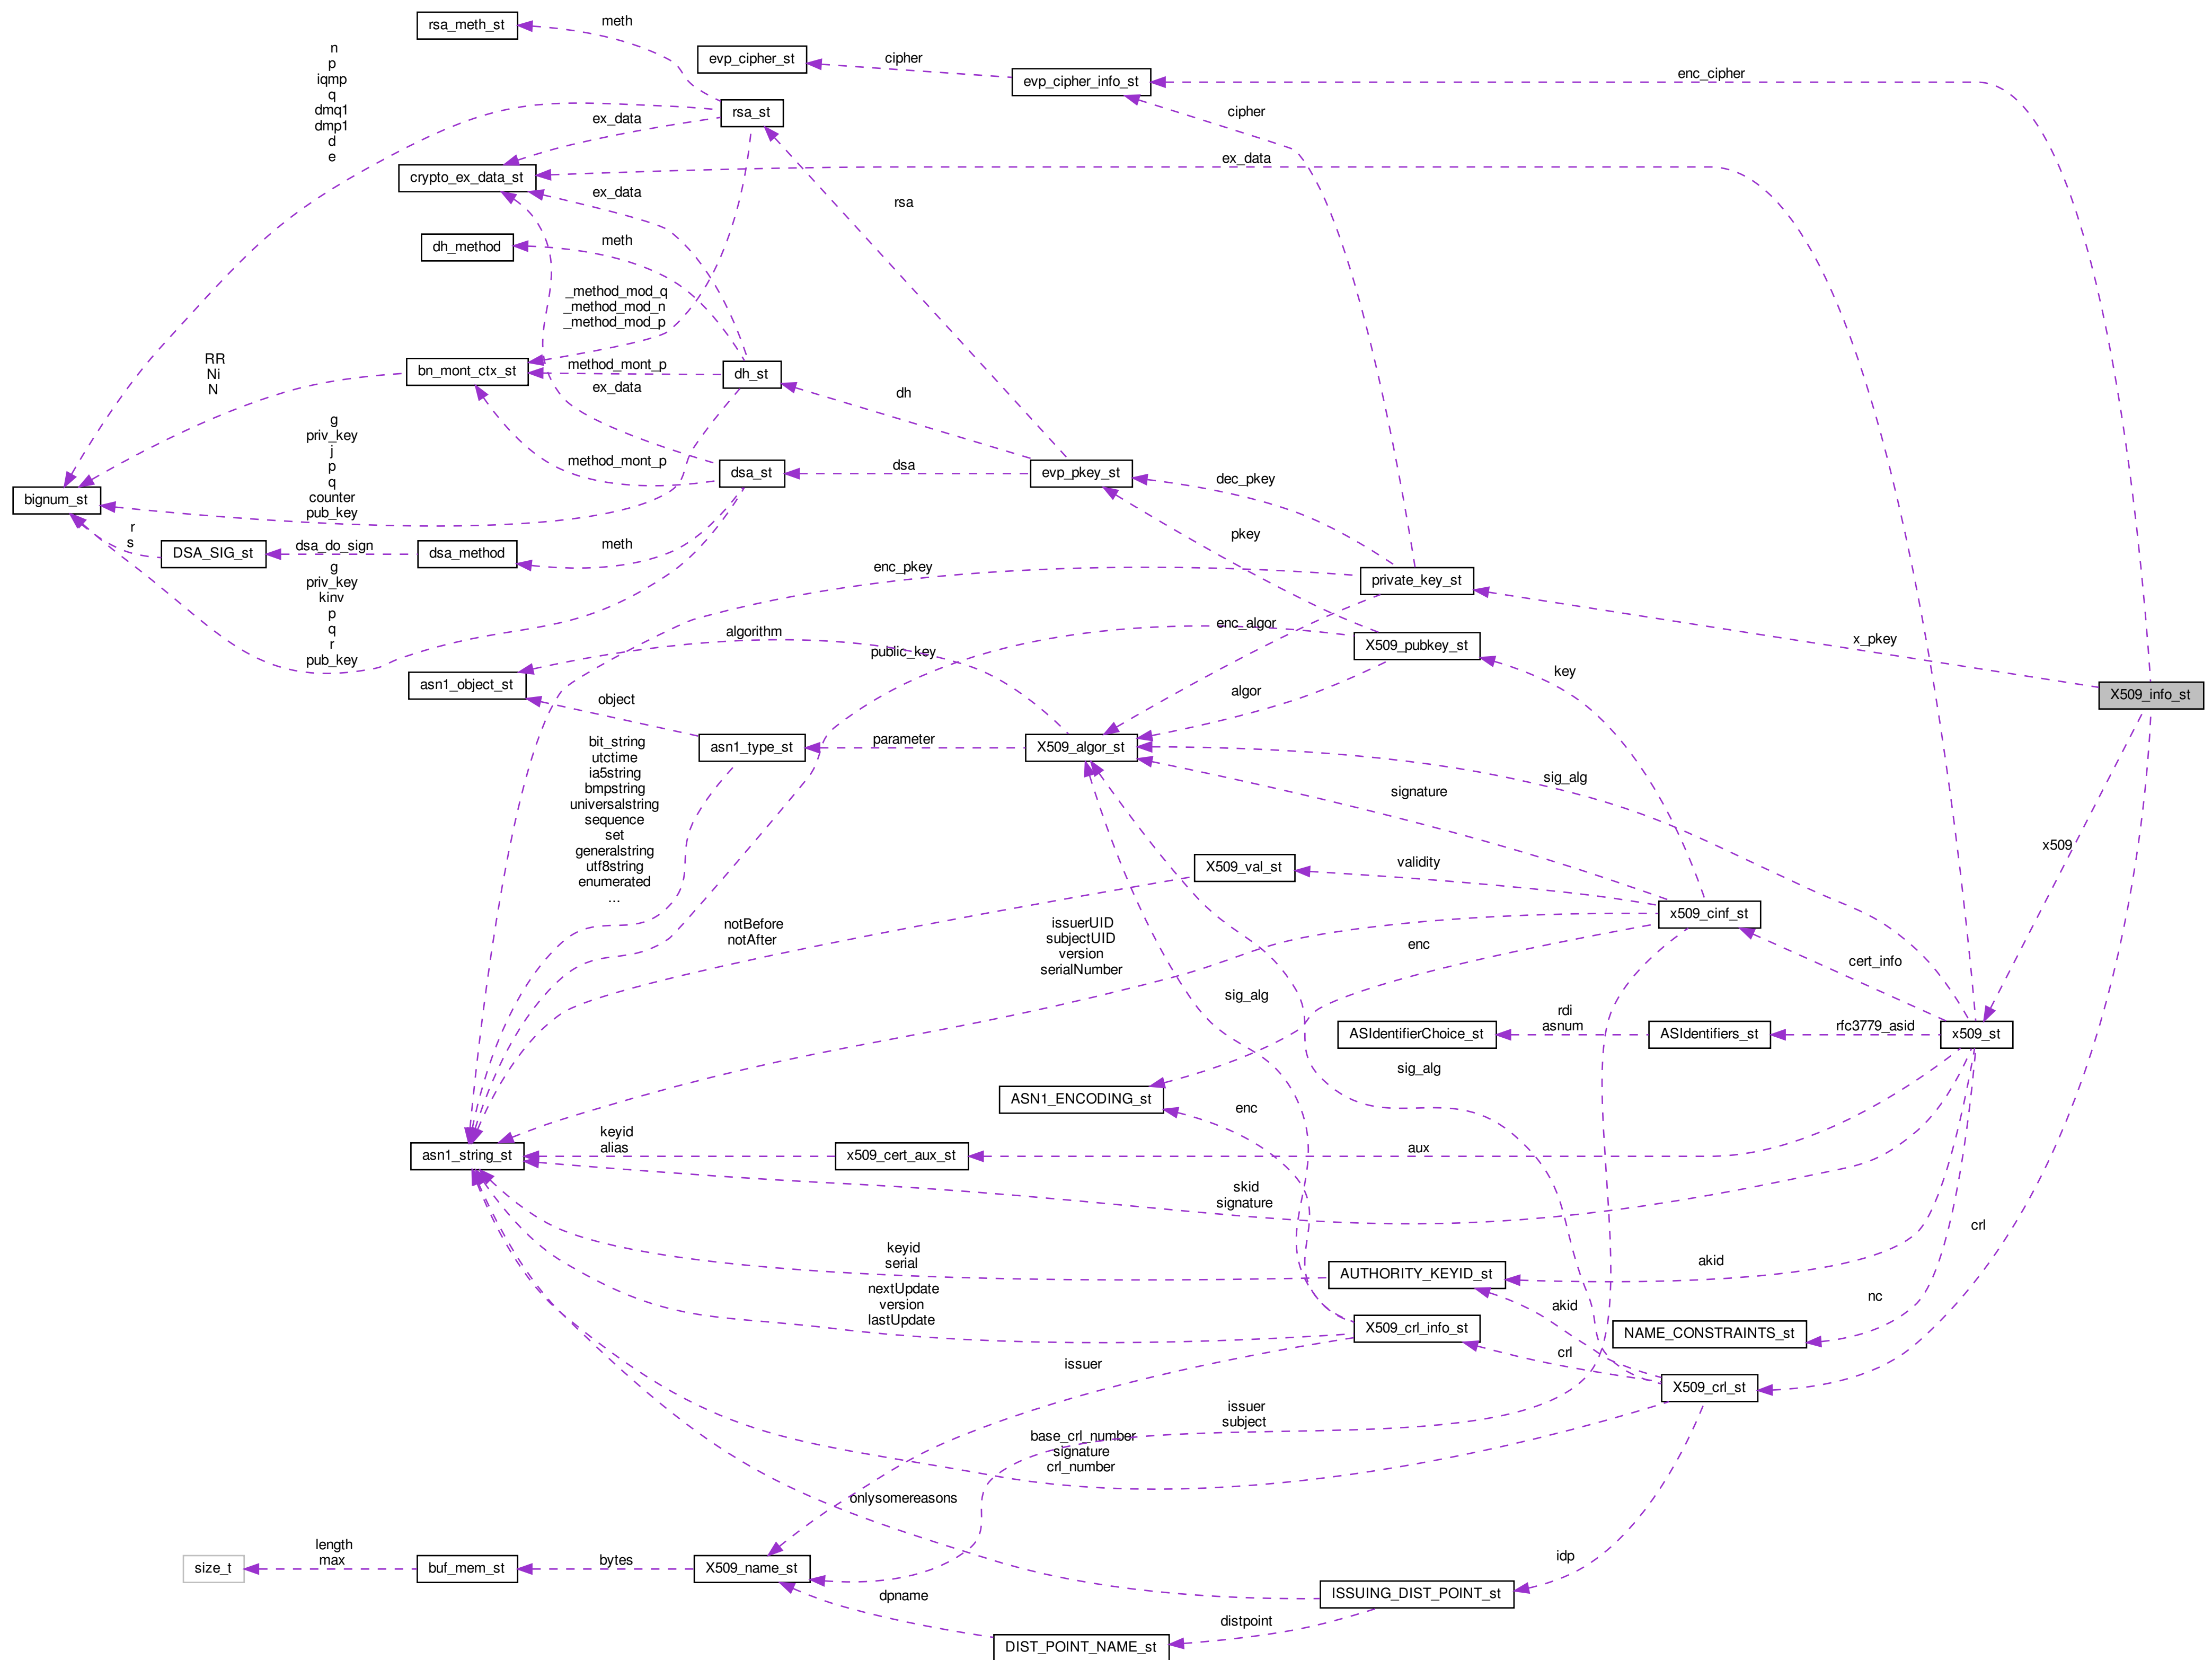 rsa_meth_st
meth
n
p
iqmp
q
dmq1
dmp1
d
e
evp_cipher_st
cipher
evp_cipher_info_st
enc_cipher
rsa_st
cipher
ex_data
ex_data
crypto_ex_data_st
ex_data
rsa
dh_method
meth
_method_mod_q
_method_mod_n
_method_mod_p
RR
Ni
N
bn_mont_ctx_st
method_mont_p
dh_st
ex_data
dh
g
priv_key
j
p
q
counter
pub_key
method_mont_p
dsa_st
dsa
evp_pkey_st
dec_pkey
bignum_st
r
s
DSA_SIG_st
dsa_do_sign
dsa_method
meth
pkey
g
priv_key
kinv
p
q
r
pub_key
enc_pkey
private_key_st
enc_algor
algorithm
public_key
X509_pubkey_st
x_pkey
key
asn1_object_st
object
algor
X509_info_st
bit_string
utctime
ia5string
bmpstring
universalstring
sequence
set
generalstring
utf8string
enumerated
...
asn1_type_st
parameter
X509_algor_st
sig_alg
signature
x509
X509_val_st
validity
notBefore
notAfter
issuerUID
subjectUID
version
serialNumber
x509_cinf_st
enc
cert_info
sig_alg
ASIdentifierChoice_st
rdi
asnum
ASIdentifiers_st
rfc3779_asid
x509_st
sig_alg
ASN1_ENCODING_st
enc
asn1_string_st
keyid
alias
x509_cert_aux_st
aux
skid
signature
crl
keyid
serial
AUTHORITY_KEYID_st
akid
nextUpdate
version
lastUpdate
akid
nc
X509_crl_info_st
NAME_CONSTRAINTS_st
issuer
crl
X509_crl_st
issuer
subject
base_crl_number
signature
crl_number
onlysomereasons
size_t
length
max
buf_mem_st
bytes
X509_name_st
idp
dpname
ISSUING_DIST_POINT_st
distpoint
DIST_POINT_NAME_st